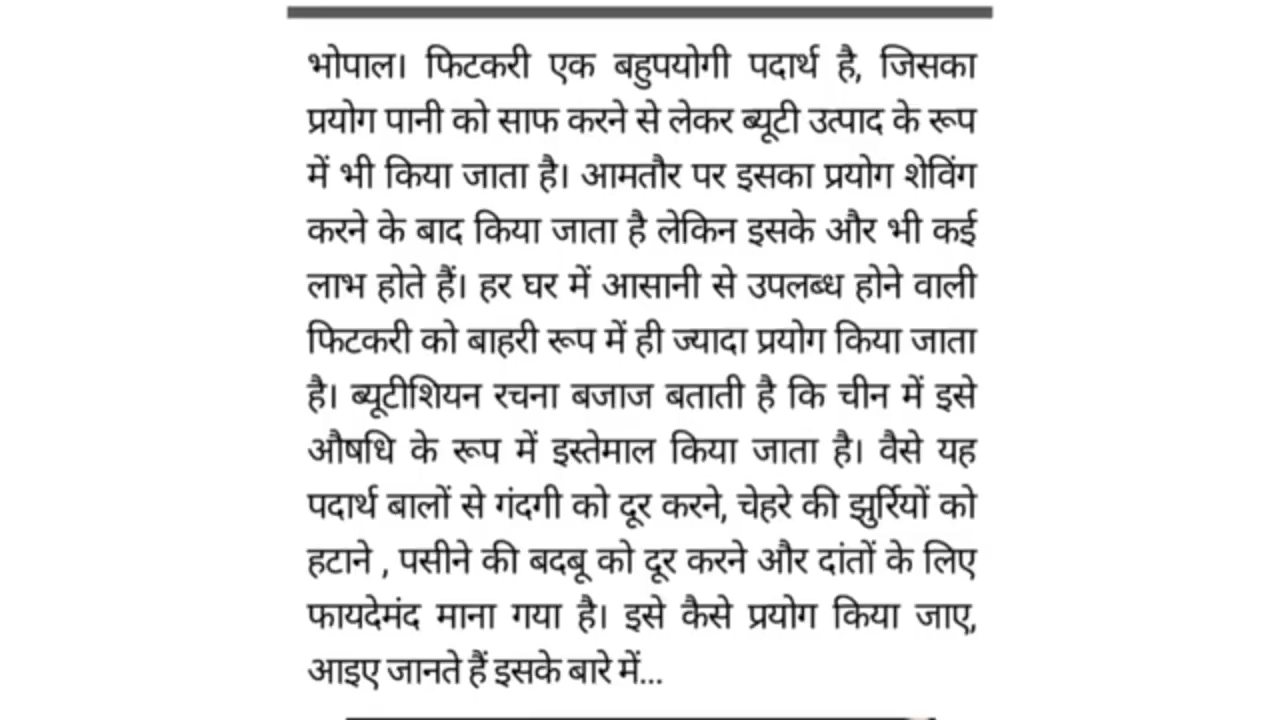 भोपाल। फिटकरी एक बहुपयोगी पदार्थ है, जिसका
प्रयोग पानी को साफ करने से लेकर ब्यूटी उत्पाद के रूप
में भी किया जाता है। आमतौर पर इसका प्रयोग शेविंग
करने के बाद किया जाता है लेकिन इसके और भी कई
लाभ होते हैं। हर घर में आसानी से उपलब्ध होने वाली
फिटकरी को बाहरी रूप में ही ज्यादा प्रयोग किया जाता
है। ब्यूटीशियन रचना बजाज बताती है कि चीन में इसे
औषधि के रूप में इस्तेमाल किया जाता है। वैसे यह
पदार्थ बालों से गंदगी को दूर करने, चेहरे की झुर्रियों को
हटाने , पसीने की बदबू को दूर करने और दांतों के लिए
फायदेमंद माना गया है। इसे कैसे प्रयोग किया जाए,
आइए जानते हैं इसके बारे में...